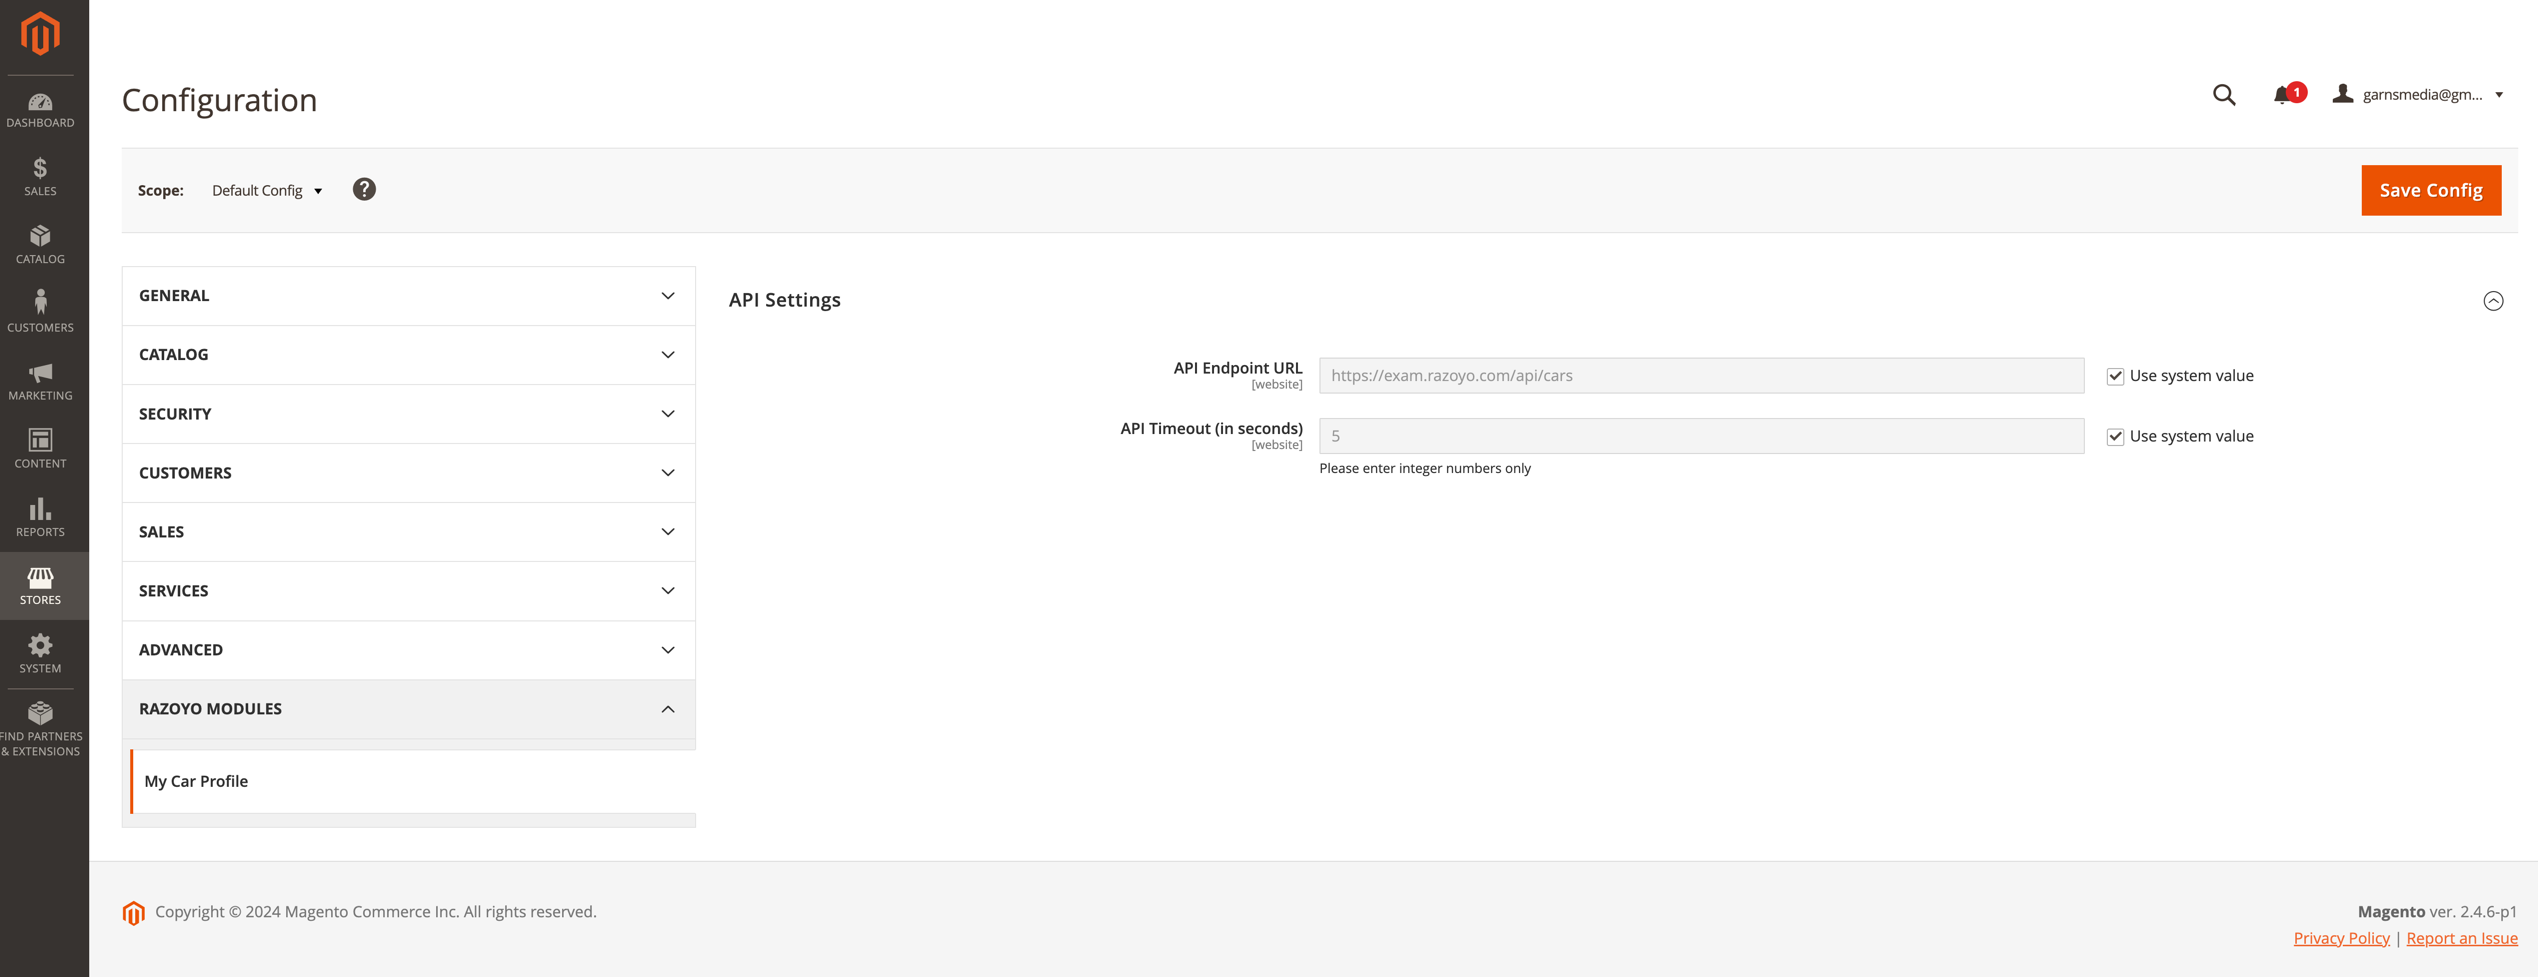 DASHBOARD
SALES
CATALOG
CUSTOMERS
MARKETING
CONTENT
REPORTS
STORES
SYSTEM
FIND PARTNERS
& EXTENSIONS
Configuration
1
garnsmedia@gm...
Scope:
Default Config
?
Save Config
GENERAL
CATALOG
SECURITY
CUSTOMERS
SALES
SERVICES
ADVANCED
RAZOYO MODULES
My Car Profile
API Settings
API Endpoint URL
[website]
https://exam.razoyo.com/api/cars
Use system value
API Timeout (in seconds)
[website]
5
Use system value
Please enter integer numbers only
Copyright © 2024 Magento Commerce Inc. All rights reserved.
Magento ver. 2.4.6-p1
Privacy Policy | Report an Issue